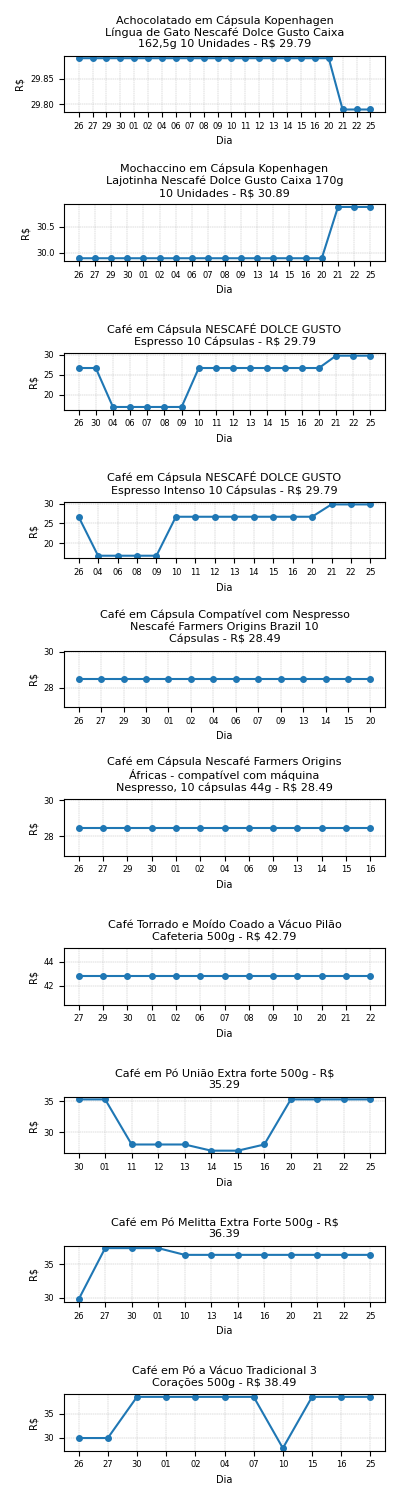 Achocolatado em Cápsula Kopenhagen
Língua de Gato Nescafé Dolce Gusto Caixa
162,5g 10 Unidades - R$ 29.79
29.85
29.80
R$
26 27 29 30 01 02 04 06 07 08 09 10 11 12 13 14 15 16 20 21 22 25
Dia
Mochaccino em Cápsula Kopenhagen
Lajotinha Nescafé Dolce Gusto Caixa 170g
10 Unidades - R$ 30.89
30.5
30.0
R$
26 27 29 30 01 02 04 06 07 08 09 13 14 15 16 20 21 22 25
Dia
Café em Cápsula NESCAFÉ DOLCE GUSTO
Espresso 10 Cápsulas - R$ 29.79
30
25
20
R$
26 30 04 06 07 08 09 10 11 12 13 14 15 16 20 21 22 25
Dia
Café em Cápsula NESCAFÉ DOLCE GUSTO
Espresso Intenso 10 Cápsulas - R$ 29.79
30
25
20
R$
26 04 06 08 09 10 11 12 13 14 15 16 20 21 22 25
Dia
Café em Cápsula Compatível com Nespresso
Nescafé Farmers Origins Brazil 10
Cápsulas - R$ 28.49
30
28
R$
26 27 29 30 01 02 04 06 07 09 13 14 15 20
Dia
Café em Cápsula Nescafé Farmers Origins
Áfricas - compatível com máquina
Nespresso, 10 cápsulas 44g - R$ 28.49
30
28
R$
26 27 29 30 01 02 04 06 09 13 14 15 16
Dia
Café Torrado e Moído Coado a Vácuo Pilão
Cafeteria 500g - R$ 42.79
44
42
R$
27 29 30 01 02 06 07 08 09 10 20 21 22
Dia
Café em Pó União Extra forte 500g - R$
35.29
35
30
R$
30 01 11 12 13 14 15 16 20 21 22 25
Dia
Café em Pó Melitta Extra Forte 500g - R$
36.39
35
30
R$
26 27 30 01 10 13 14 16 20 21 22 25
Dia
Café em Pó a Vácuo Tradicional 3
Corações 500g - R$ 38.49
35
30
R$
26 27 30 01 02 04 07 10 15 16 25
Dia